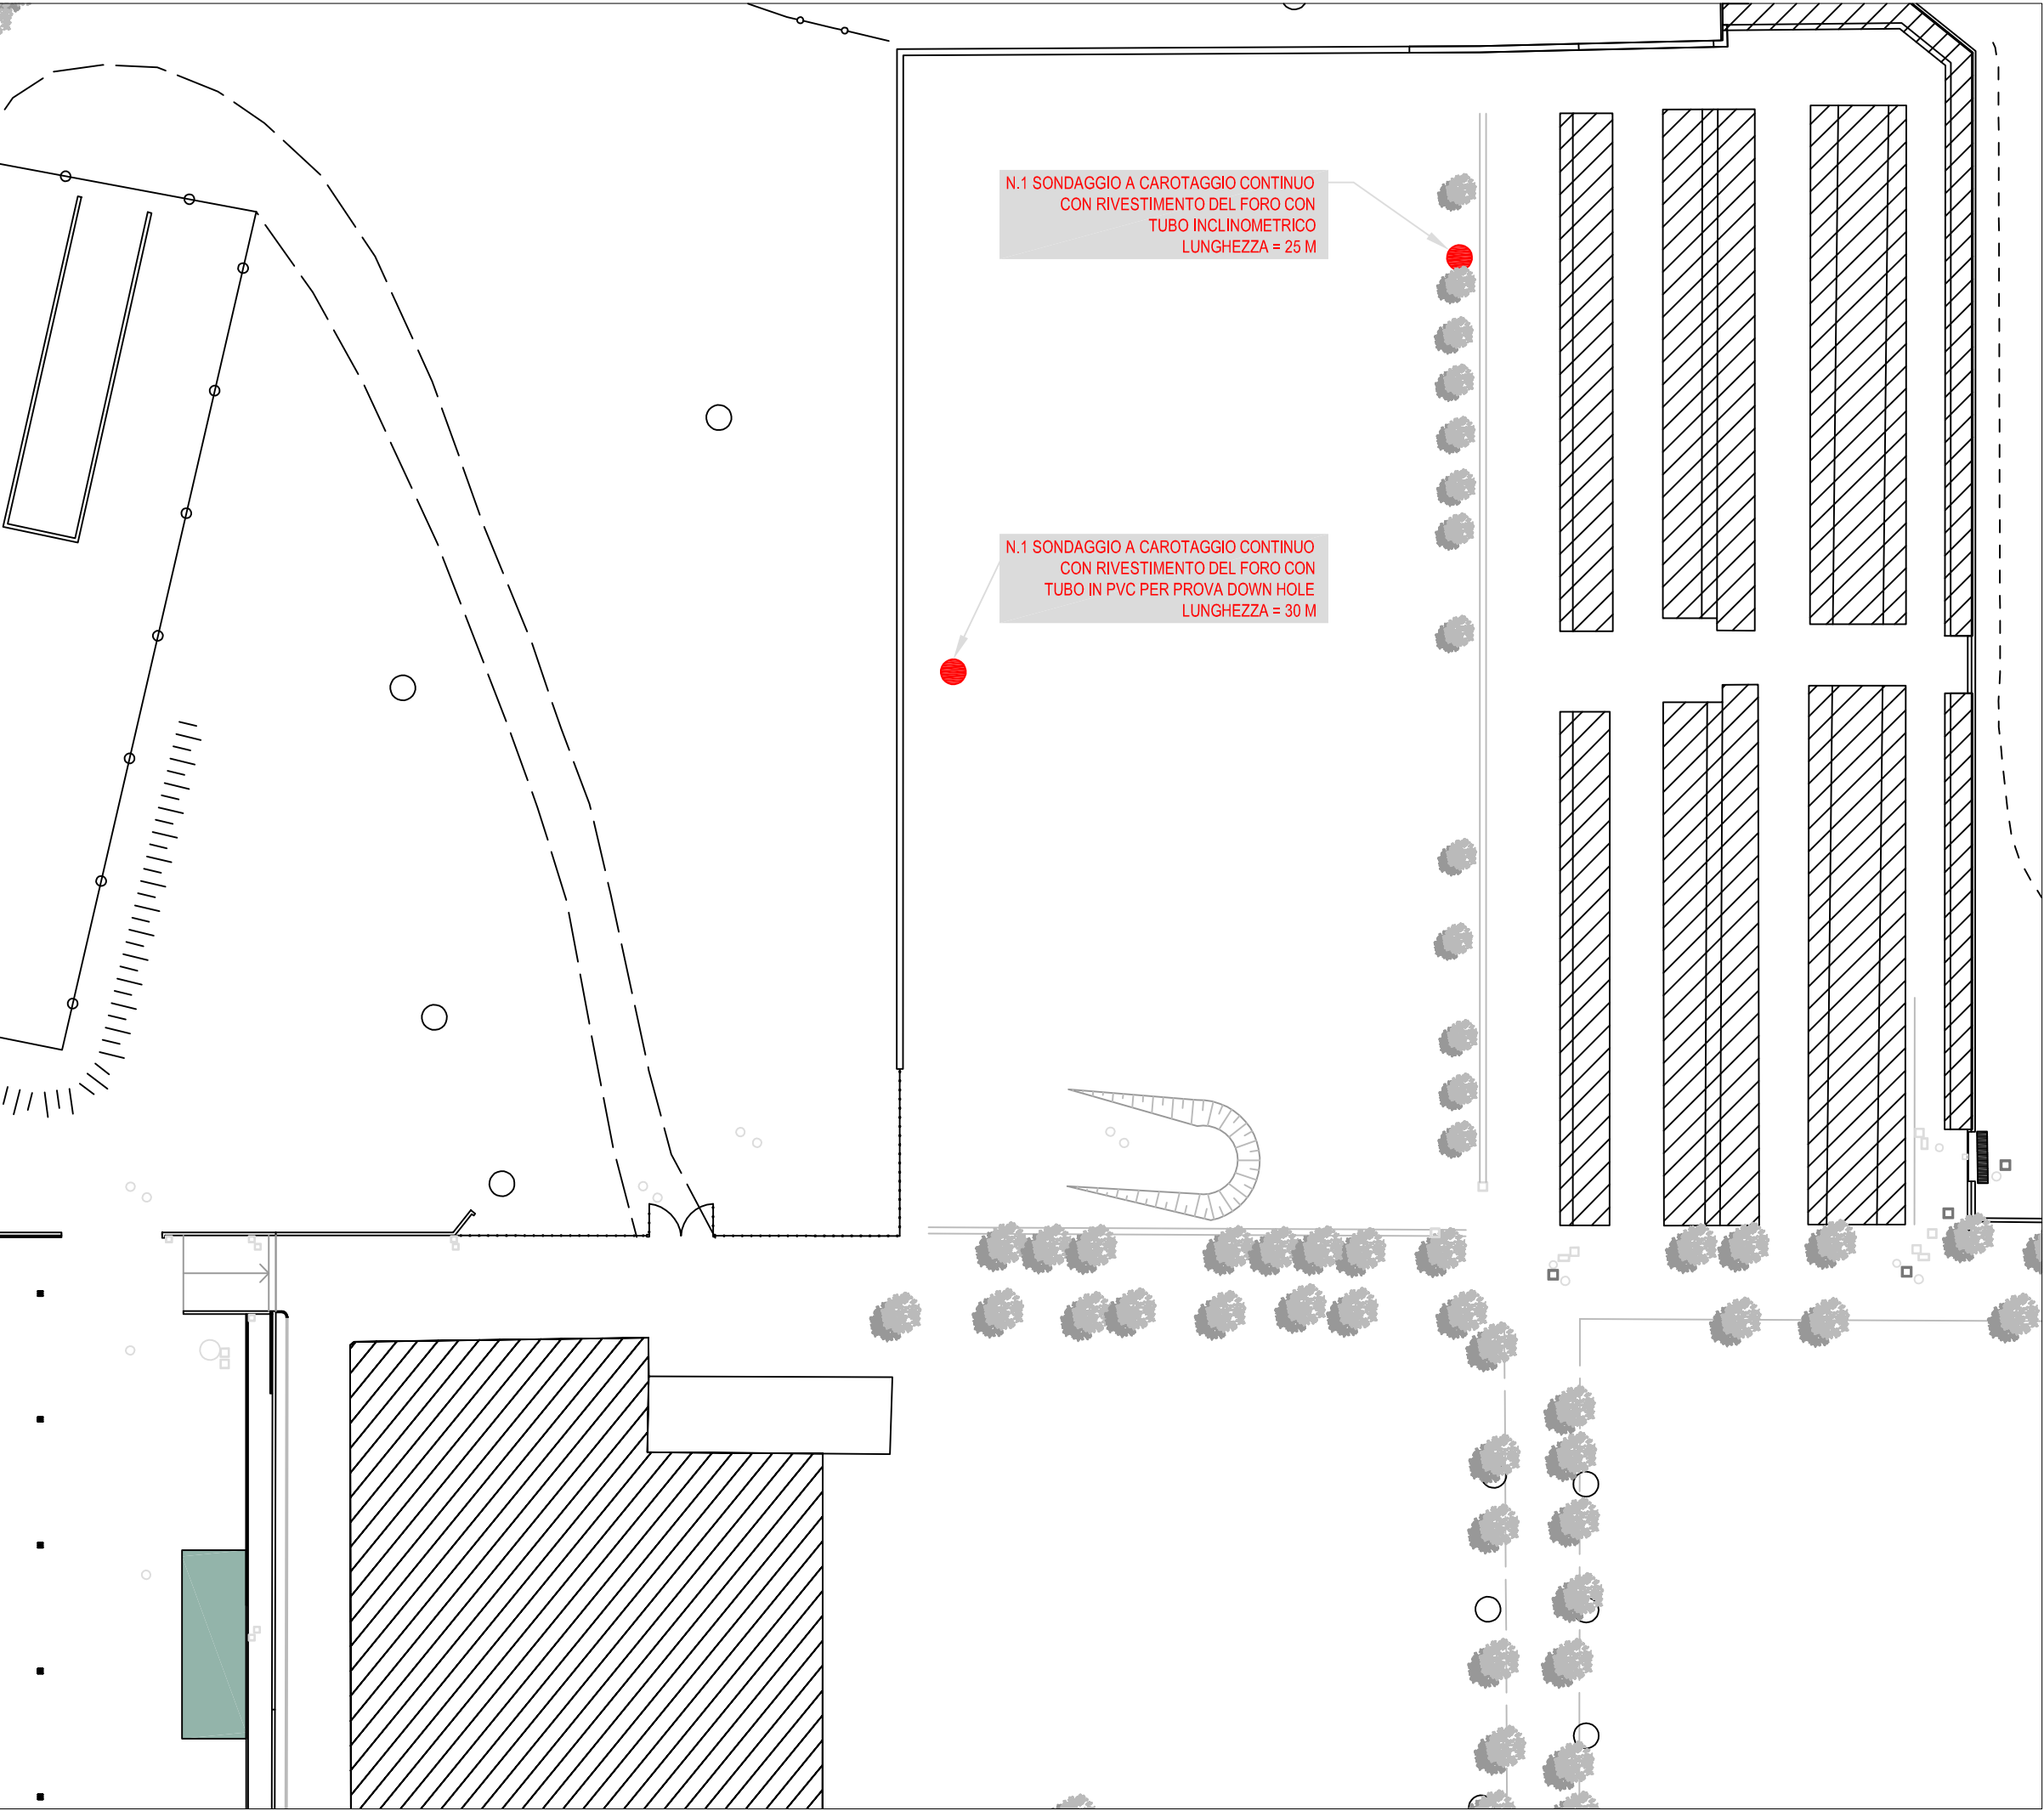 N.1 SONDAGGIO A CAROTAGGIO CONTINUO
CON RIVESTIMENTO DEL FORO CON
TUBO INCLINOMETRICO
LUNGHEZZA = 25 M
N.1 SONDAGGIO A CAROTAGGIO CONTINUO
CON RIVESTIMENTO DEL FORO CON
TUBO IN PVC PER PROVA DOWN HOLE
LUNGHEZZA = 30 M